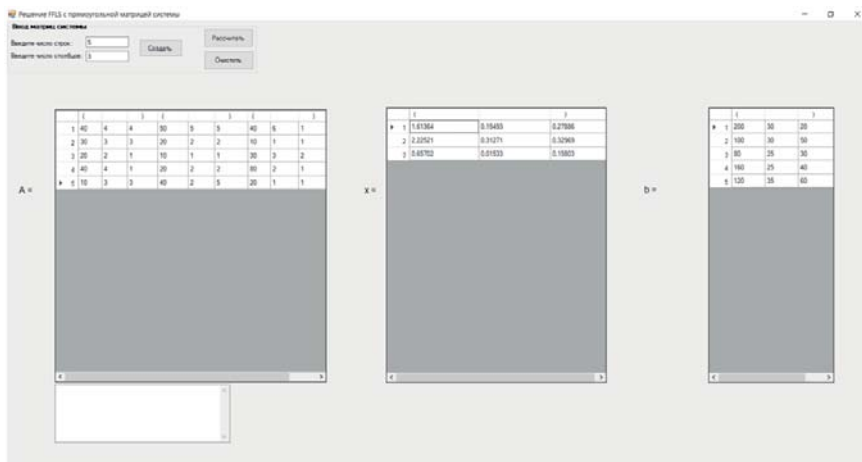 Решение FFLS с прямоугольной матрицей системы
Ввод матриц системы
Введите число строк: 5
Введите число столбцов: 3
Создать
Рассчитать
Очистить
A =
( ) ( ) ( )
1 40 4 4 50 5 5 40 6 1
2 30 3 3 20 2 2 10 1 1
3 20 2 1 10 1 1 30 3 2
4 40 4 1 20 2 2 80 2 1
5 10 3 3 40 2 5 20 1 1
x =
( )
1 1.61364 0.15493 0.27886
2 2.22521 0.31271 0.32969
3 0.65702 0.01533 0.15803
b =
( )
1 200 30 20
2 100 30 50
3 80 25 30
4 160 25 40
5 120 35 60